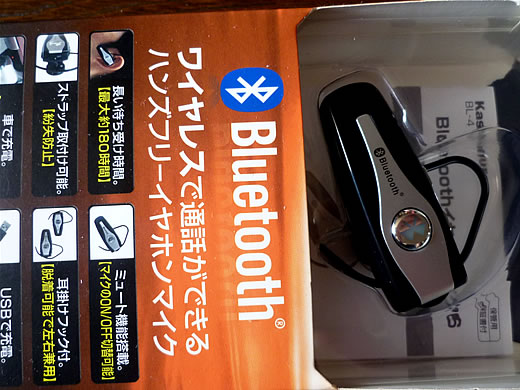 Bluetooth®
ワイヤレスで通話ができる
ハンズフリーイヤホンマイク
長い待ち受け時間。
【最大約180時間】
ミュート機能搭載。
【マイクのON/OFF切替可能】
ストラップ取付け可能。
【紛失防止】
耳掛けフック付。
【脱着可能で左右兼用】
車で充電。
USBで充電。
Bluetooth®
Kas
BL-4
Bluetooth